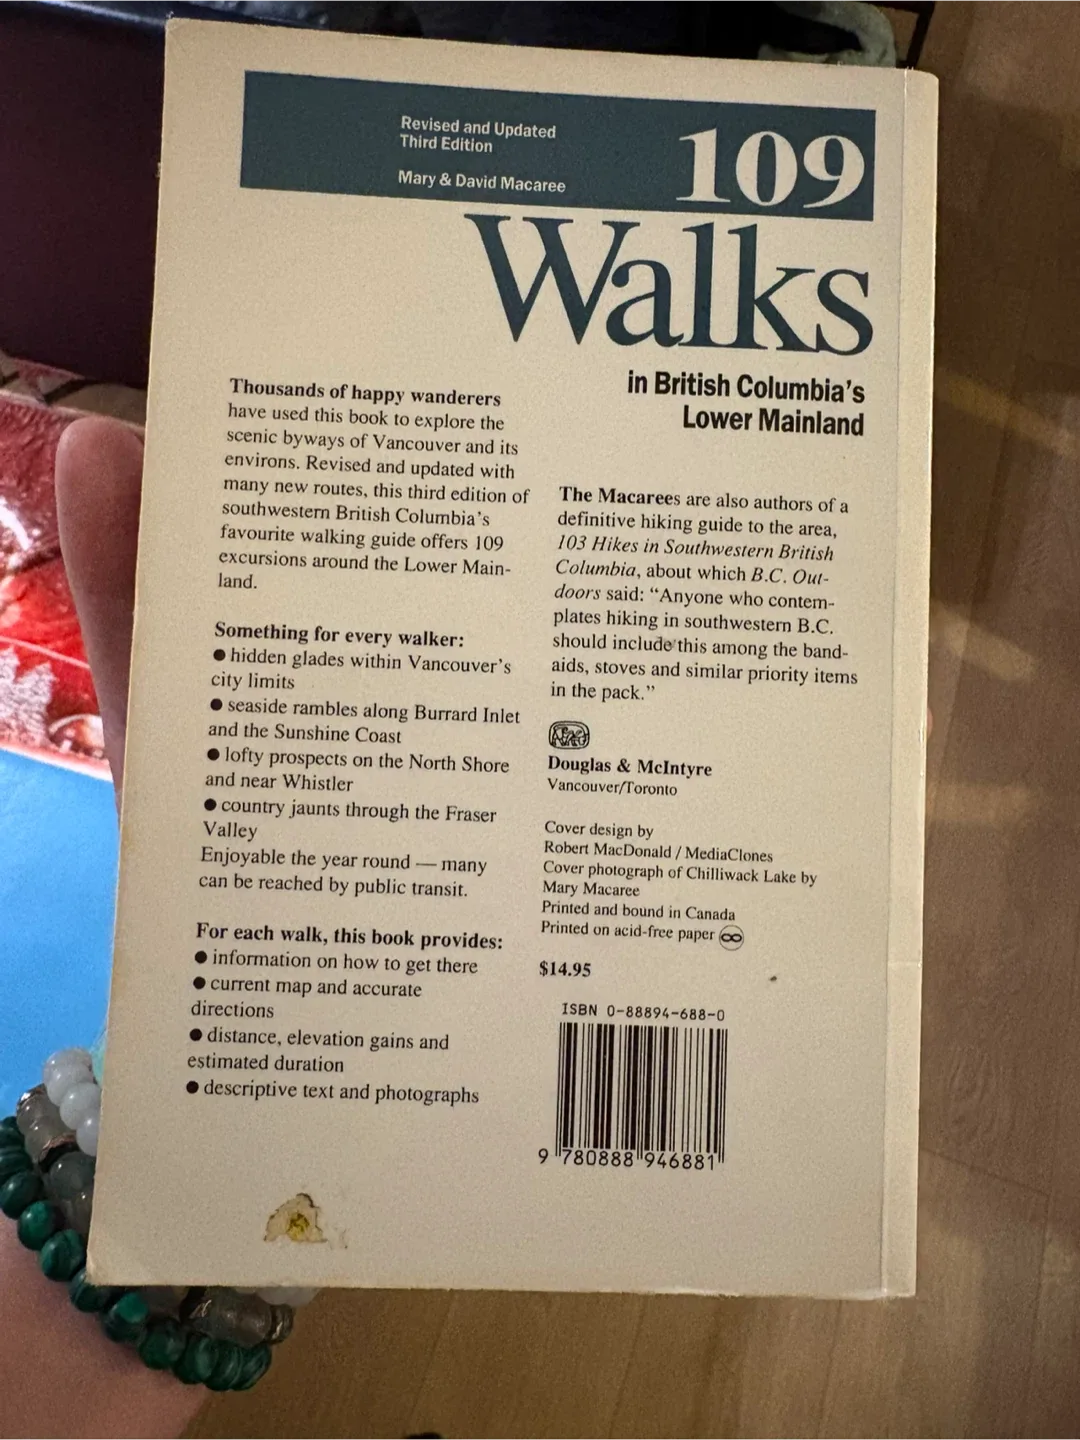 Revised and Updated
Third Edition
Mary & David Macaree
109
Walks
in British Columbia's
Lower Mainland
Thousands of happy wanderers
have used this book to explore the
scenic byways of Vancouver and its
environs. Revised and updated with
many new routes, this third edition of
southwestern British Columbia's
favourite walking guide offers 109
excursions around the Lower Main-
land.
Something for every walker:
● hidden glades within Vancouver's
city limits
● seaside rambles along Burrard Inlet
and the Sunshine Coast
● lofty prospects on the North Shore
and near Whistler
● country jaunts through the Fraser
Valley
Enjoyable the year round — many
can be reached by public transit.
For each walk, this book provides:
● information on how to get there
● current map and accurate
directions
● distance, elevation gains and
estimated duration
● descriptive text and photographs
The Macarees are also authors of a
definitive hiking guide to the area,
103 Hikes in Southwestern British
Columbia, about which B.C. Out-
doors said: “Anyone who contem-
plates hiking in southwestern B.C.
should include this among the band-
aids, stoves and similar priority items
in the pack.”
Douglas & McIntyre
Vancouver/Toronto
Cover design by
Robert MacDonald / MediaClones
Cover photograph of Chilliwack Lake by
Mary Macaree
Printed and bound in Canada
Printed on acid-free paper ∞
$14.95
ISBN 0-88894-688-0
9 780888 946881